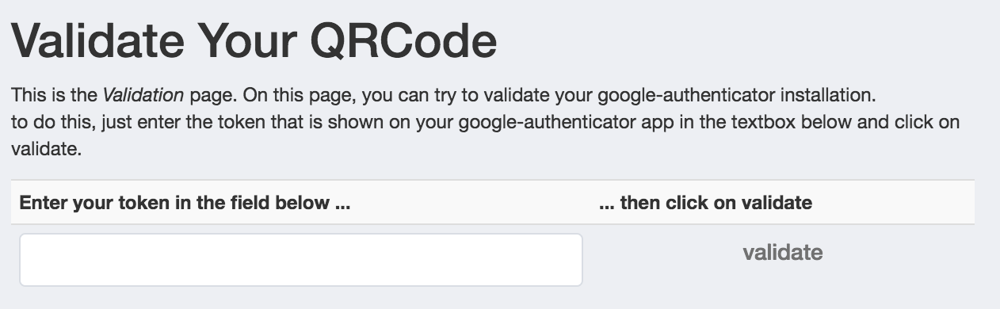 Validate Your QRCode
This is the Validation page. On this page, you can try to validate your google-authenticator installation.
to do this, just enter the token that is shown on your google-authenticator app in the textbox below and click on
validate.
Enter your token in the field below ... ... then click on validate
validate